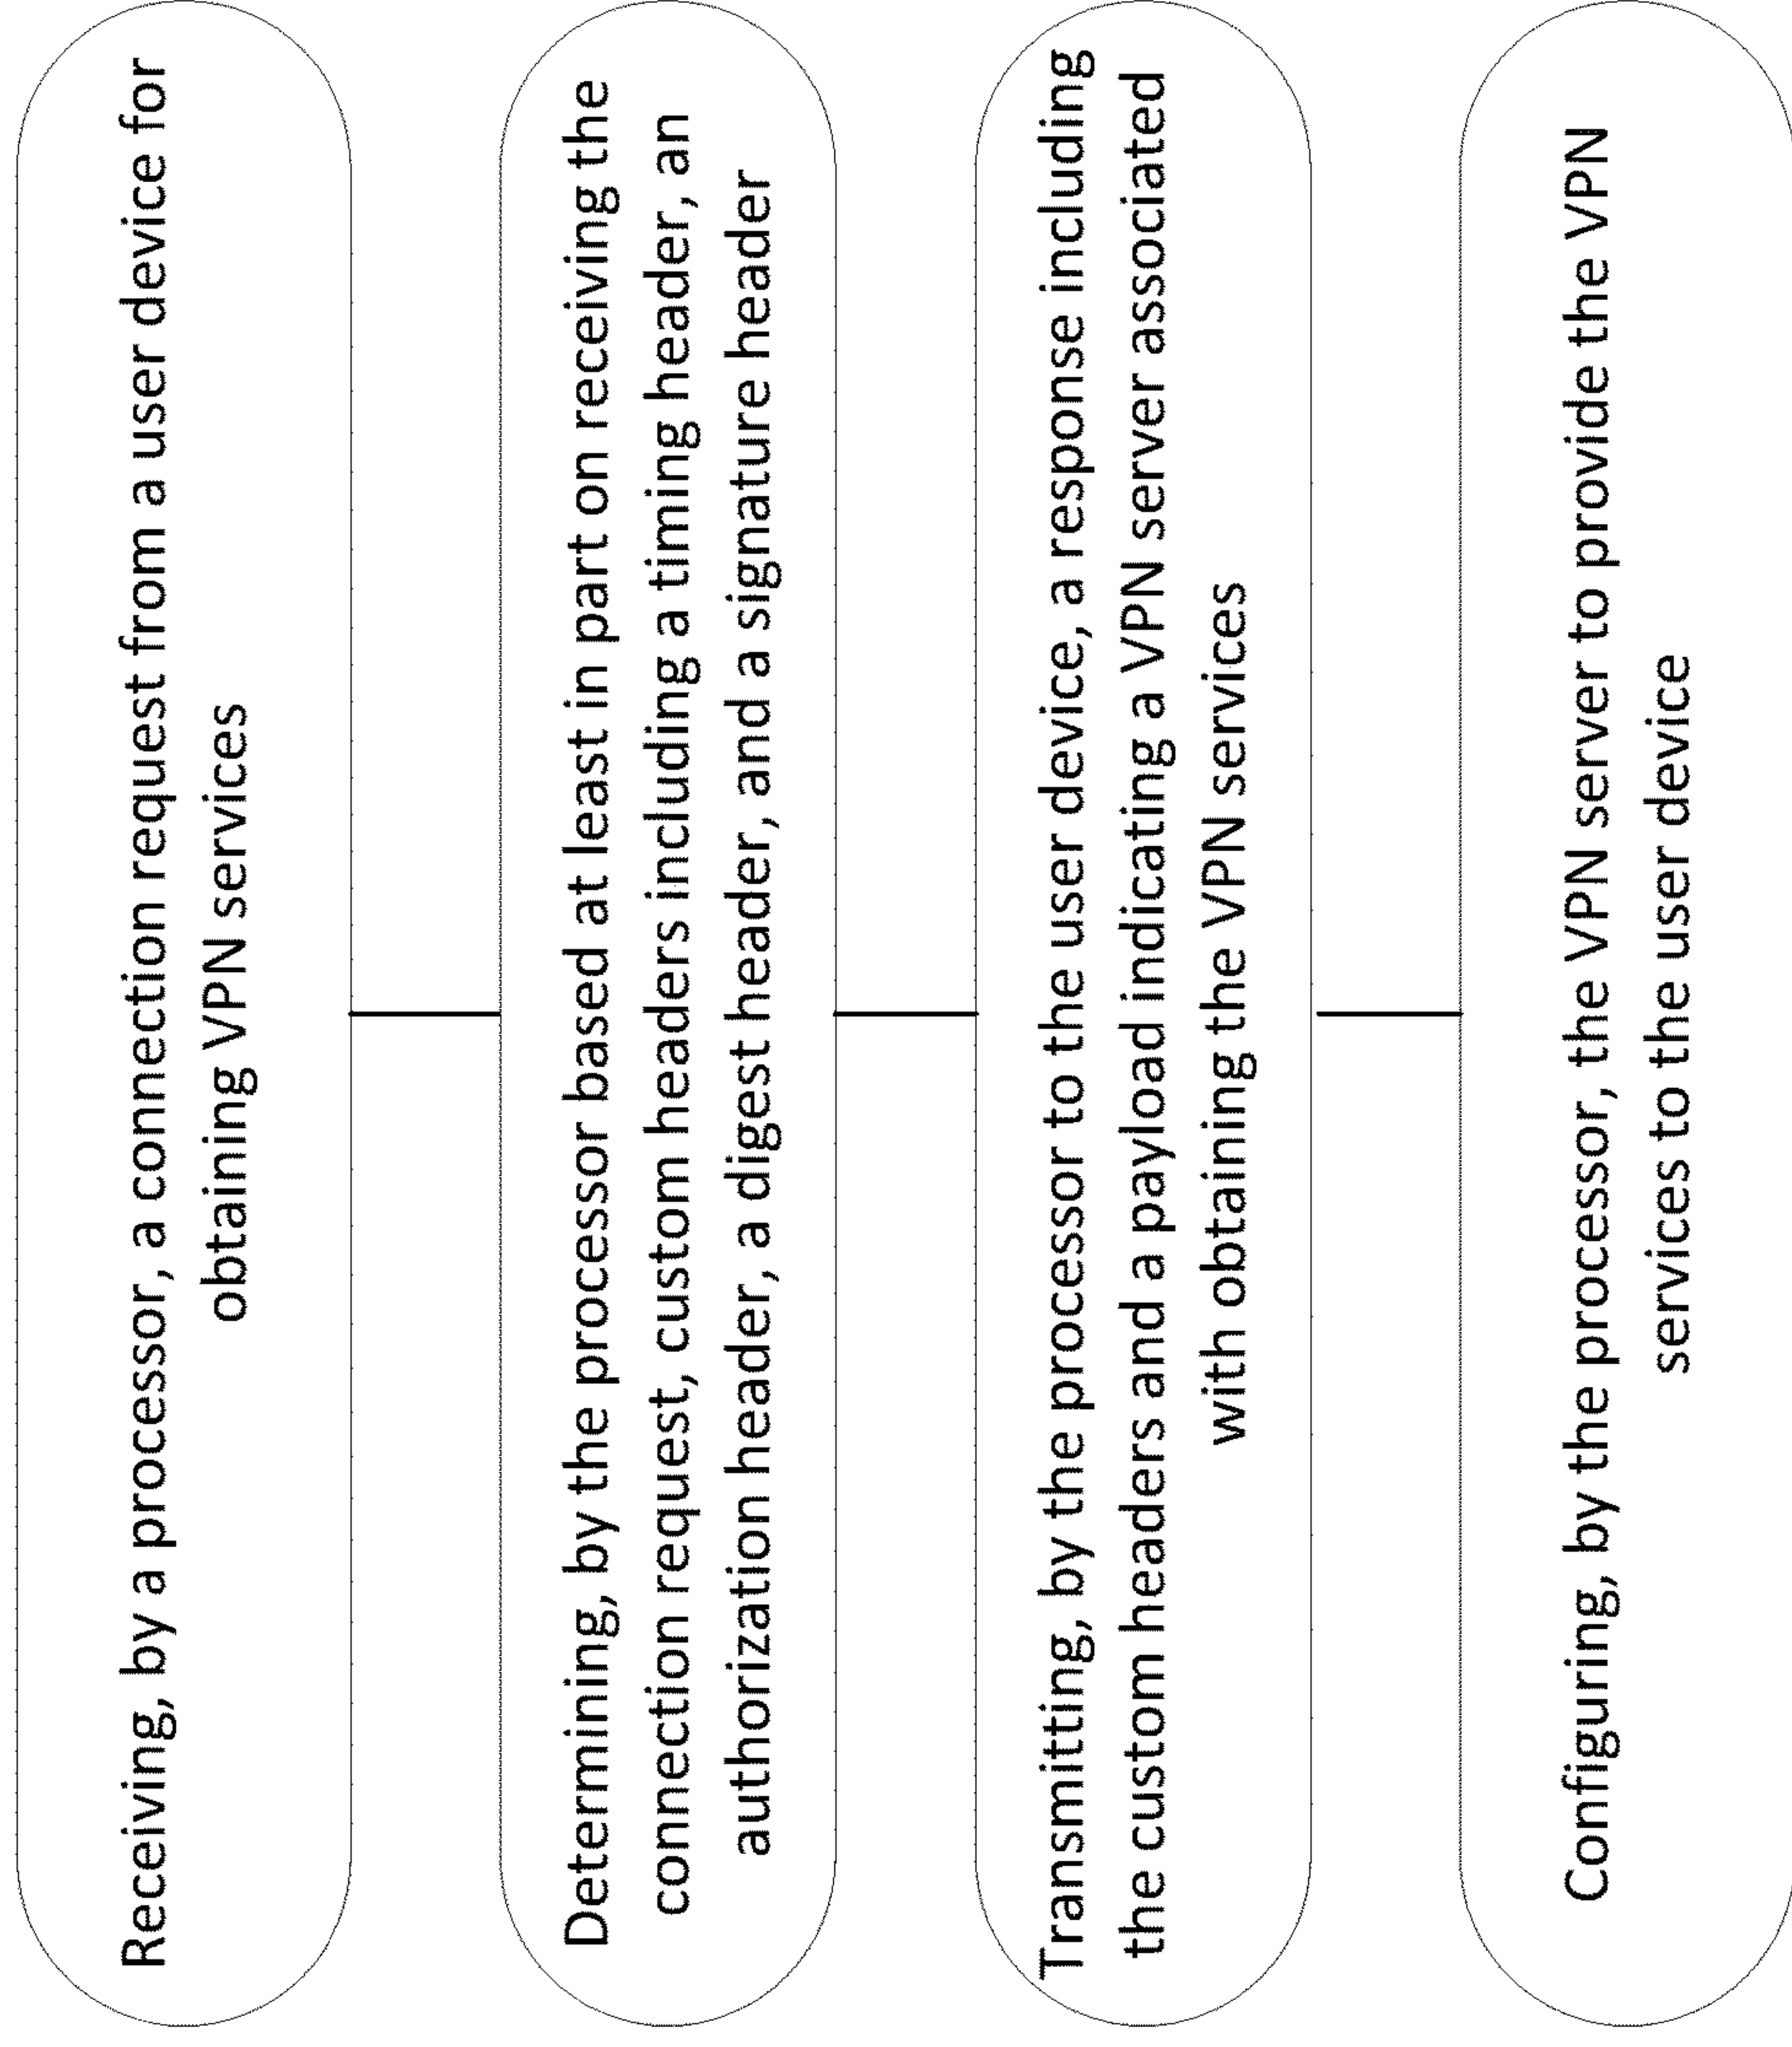 Receiving, by a processor, a connection request from a user device for
obtaining VPN services
Determining, by the processor based at least in part on receiving the
connection request, custom headers including a timing header, an
authorization header, a digest header, and a signature header
Transmitting, by the processor to the user device, a response including
the custom headers and a payload indicating a VPN server associated
with obtaining the VPN services
Configuring, by the processor, the VPN server to provide the VPN
services to the user device